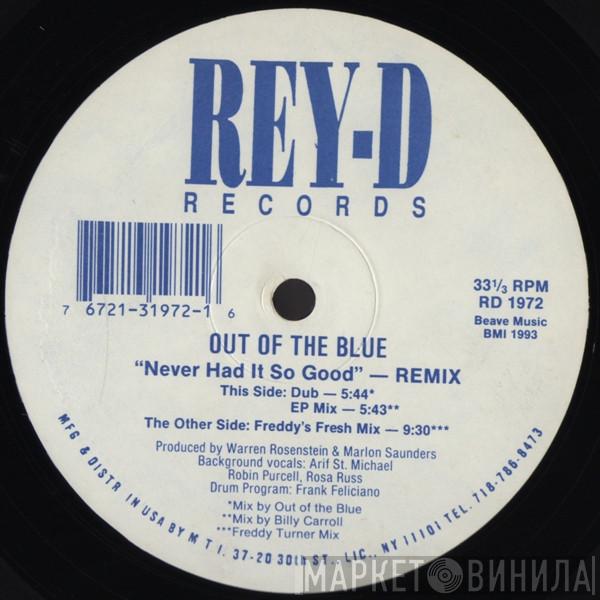 REY-D
RECORDS
7 6721-31972-1 6
33⅓ RPM
RD 1972
Beave Music
BMI 1993
OUT OF THE BLUE
“Never Had It So Good” — REMIX
This Side: Dub — 5:44*
EP Mix — 5:43**
The Other Side: Freddy's Fresh Mix — 9:30***
Produced by Warren Rosenstein & Marlon Saunders
Background vocals: Arif St. Michael
Robin Purcell, Rosa Russ
Drum Program: Frank Feliciano
*Mix by Out of the Blue
**Mix by Billy Carroll
***Freddy Turner Mix
MFG & DISTR IN USA BY M T I. 37-20 30th ST., LIC., NY 11101 TEL. 718-786-8473
МАРКЕТ ВИНИЛА